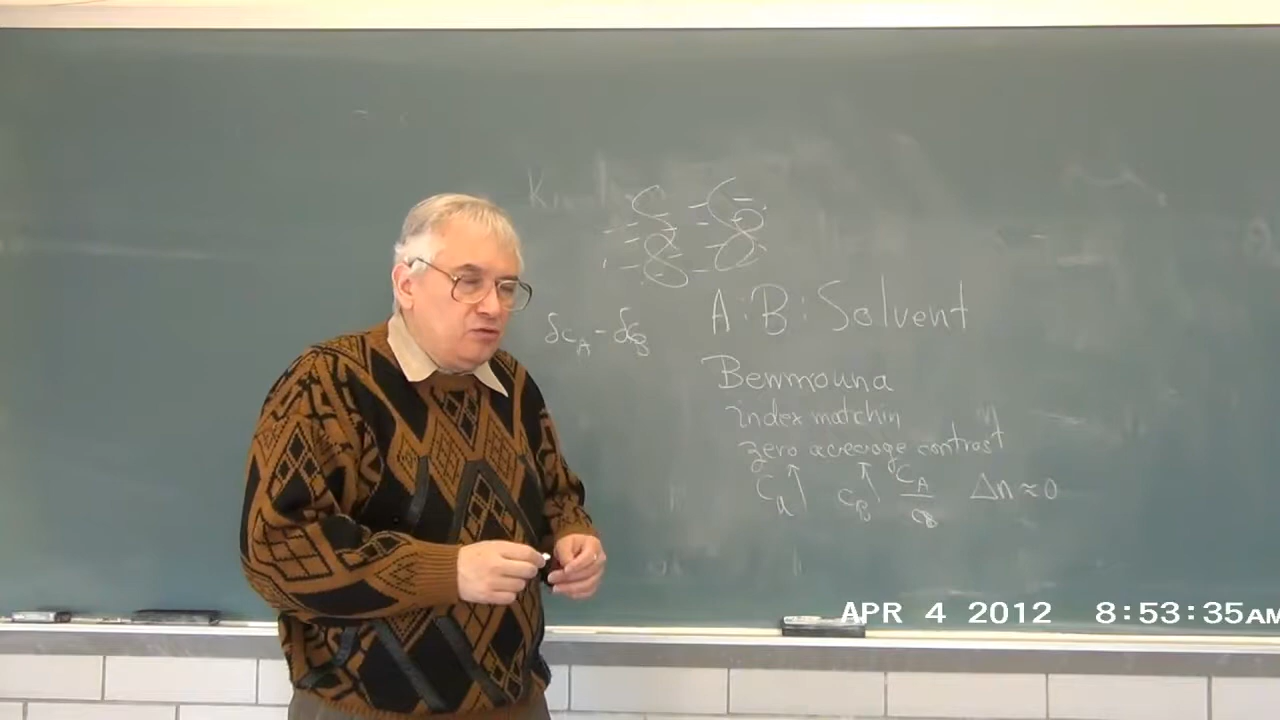 A:B:Solvent
δc_A - δc_B
Benmouna
index matchin
zero average contrast
C_A C_B C_A/C_B Δn≈0
APR 4 2012 8:53:35AM